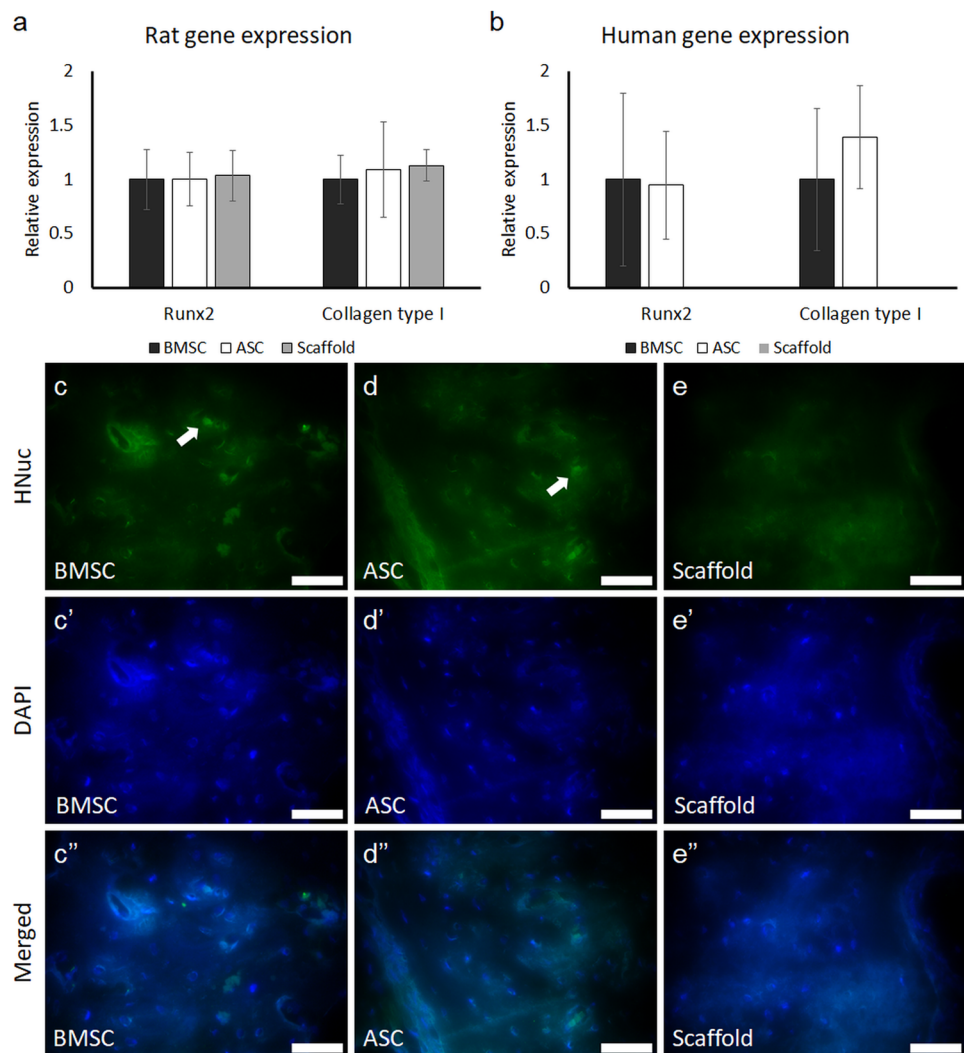 a
Rat gene expression
Relative expression
2
1.5
1
0.5
0
Runx2 Collagen type I
BMSC ASC Scaffold
b
Human gene expression
Relative expression
2
1.5
1
0.5
0
Runx2 Collagen type I
BMSC ASC Scaffold
HNuc
c
BMSC
d
ASC
e
Scaffold
DAPI
c’
BMSC
d’
ASC
e’
Scaffold
Merged
c”
BMSC
d”
ASC
e”
Scaffold